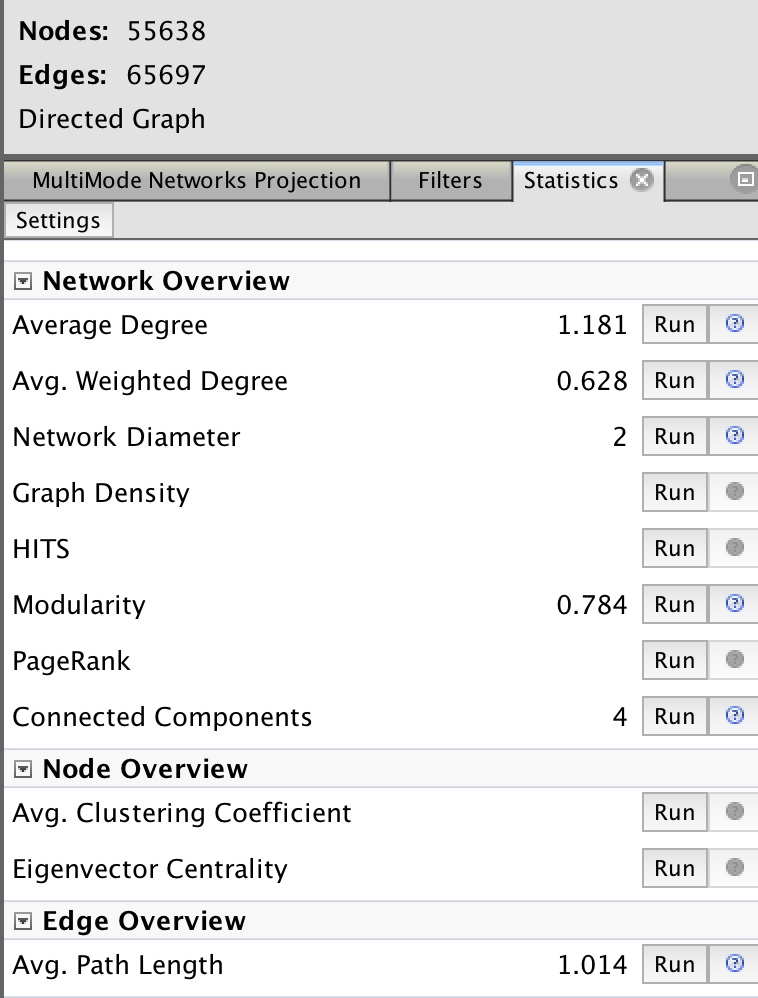 Nodes: 55638
Edges: 65697
Directed Graph
MultiMode Networks Projection Filters Statistics
Settings
Network Overview
Average Degree 1.181 Run
Avg. Weighted Degree 0.628 Run
Network Diameter 2 Run
Graph Density Run
HITS Run
Modularity 0.784 Run
PageRank Run
Connected Components 4 Run
Node Overview
Avg. Clustering Coefficient Run
Eigenvector Centrality Run
Edge Overview
Avg. Path Length 1.014 Run